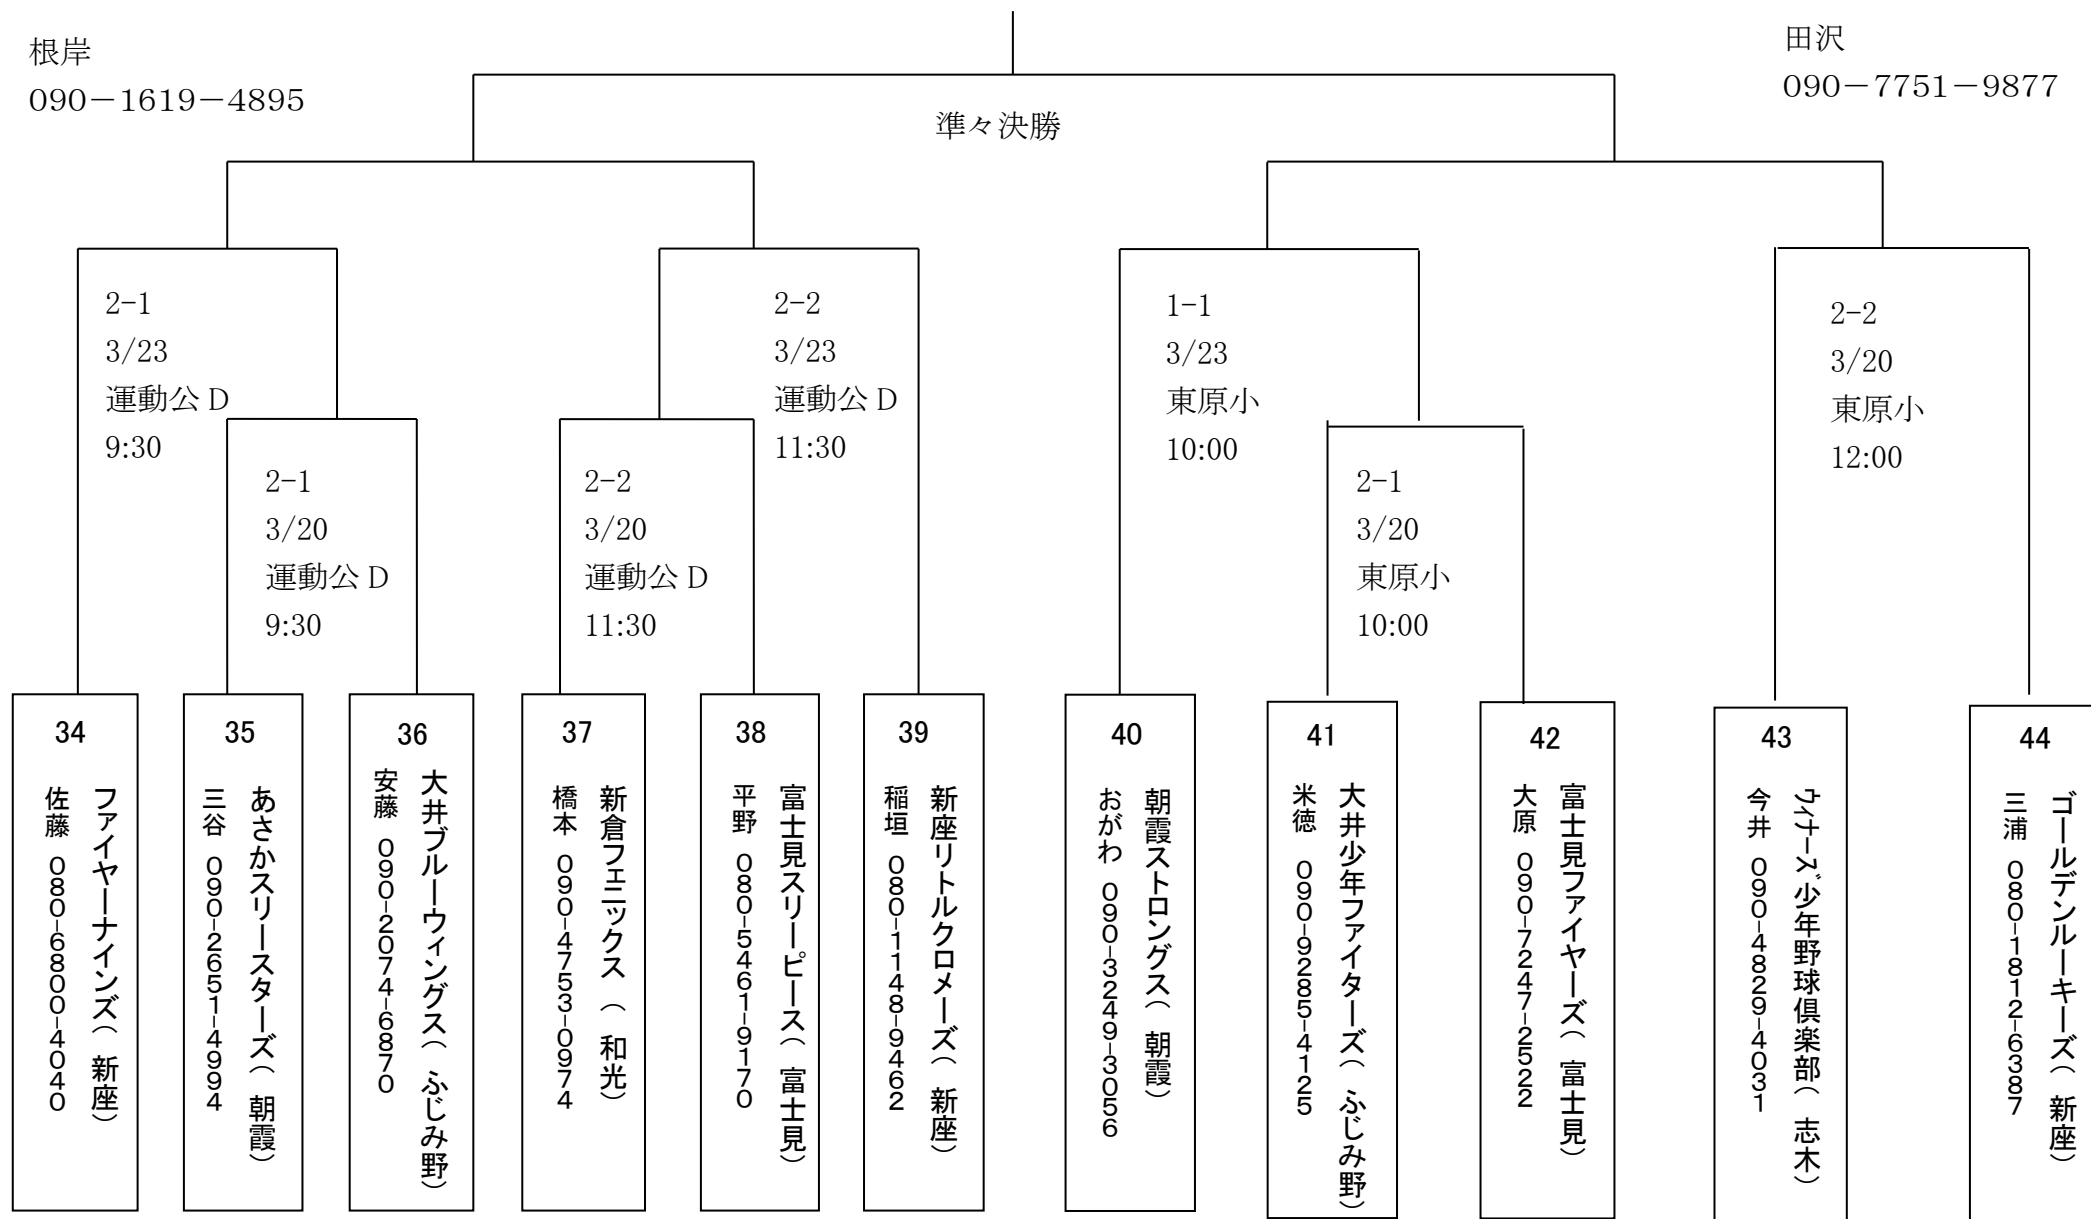 根岸
090－1619－4895
田沢
090－7751－9877
準々決勝
2-1
3/23
運動公 D
9:30
2-2
3/23
運動公 D
11:30
1-1
3/23
東原小
10:00
2-2
3/20
東原小
12:00
2-1
3/20
運動公 D
9:30
2-2
3/20
運動公 D
11:30
2-1
3/20
東原小
10:00
34
ファイヤーナインズ（新座）
佐藤 080-6800-4040
35
あさかスリースターズ（朝霞）
三谷 090-2651-4994
36
大井ブルーウィングス（ふじみ野）
安藤 090-2074-6870
37
新倉フェニックス（和光）
橋本 090-4753-0974
38
富士見スリーピース（富士見）
平野 080-5461-9170
39
新座リトルクロメーズ（新座）
稲垣 080-1148-9462
40
朝霞ストロングス（朝霞）
おがわ 090-3249-3056
41
大井少年ファイターズ（ふじみ野）
米徳 090-9285-4125
42
富士見ファイヤーズ（富士見）
大原 090-7247-2522
43
ウィナーズ少年野球倶楽部（志木）
今井 090-4829-4031
44
ゴールデンルーキーズ（新座）
三浦 080-1812-6387